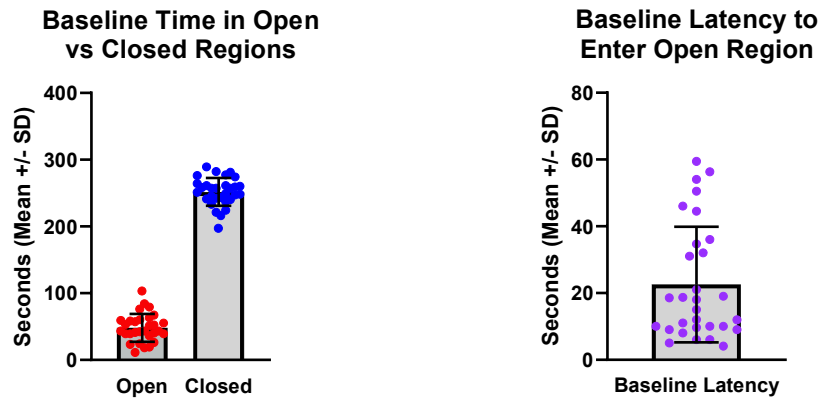 Baseline Time in Open
vs Closed Regions
Seconds (Mean +/- SD)
400
300
200
100
0
Open Closed
Baseline Latency to
Enter Open Region
Seconds (Mean +/- SD)
80
60
40
20
0
Baseline Latency